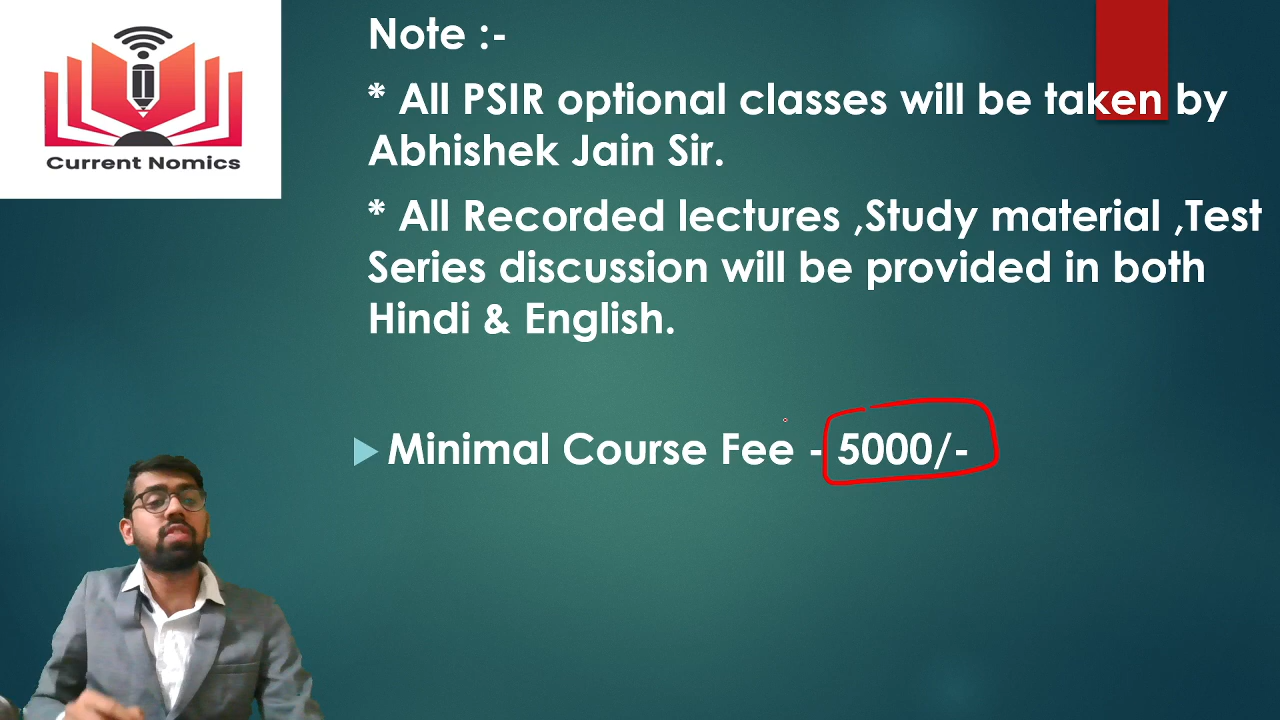 Current Nomics
Note :-
* All PSIR optional classes will be taken by
Abhishek Jain Sir.
* All Recorded lectures ,Study material ,Test
Series discussion will be provided in both
Hindi & English.
Minimal Course Fee - 5000/-